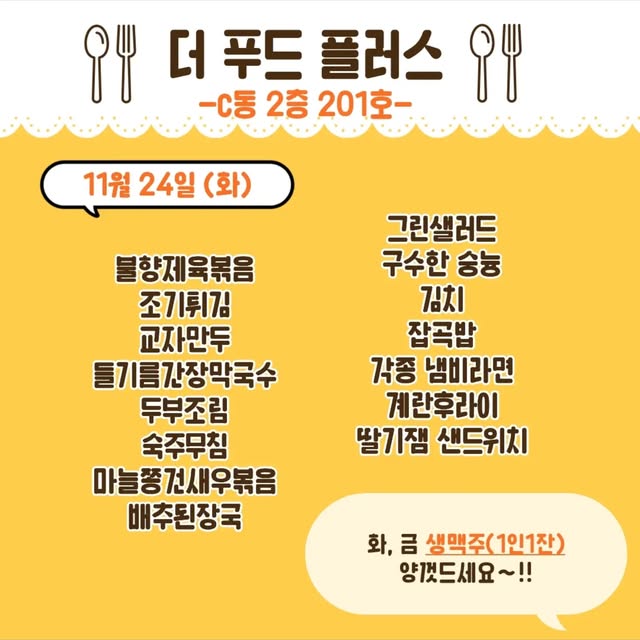 더 푸드 플러스
-C동 2층 201호-
11월 24일 (화)
불향제육볶음
조기튀김
교자만두
들기름간장막국수
두부조림
숙주무침
마늘쫑건새우볶음
배추된장국
그린샐러드
구수한 숭늉
김치
잡곡밥
각종 냄비라면
계란후라이
딸기잼 샌드위치
화, 금 생맥주(1인1잔)
양껏드세요~!!